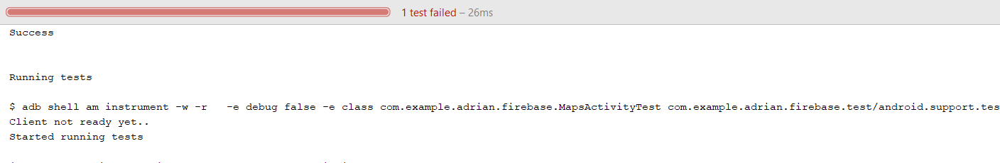 1 test failed – 26ms
Success
Running tests
$ adb shell am instrument -w -r   -e debug false -e class com.example.adrian.firebase.MapsActivityTest com.example.adrian.firebase.test/android.support.tes
Client not ready yet..
Started running tests